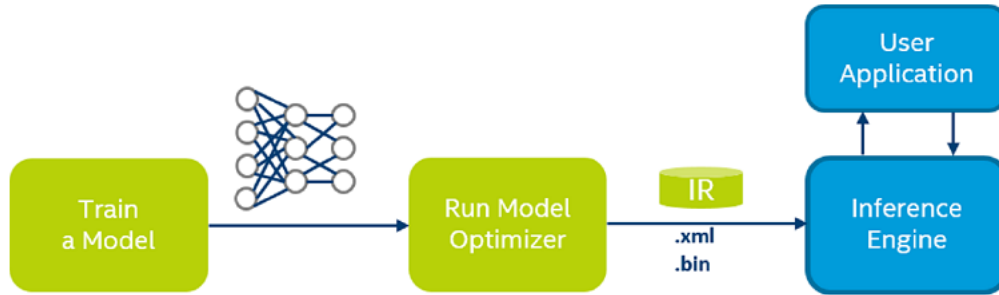 User
Application
Train
a Model
Run Model
Optimizer
IR
.xml
.bin
Inference
Engine